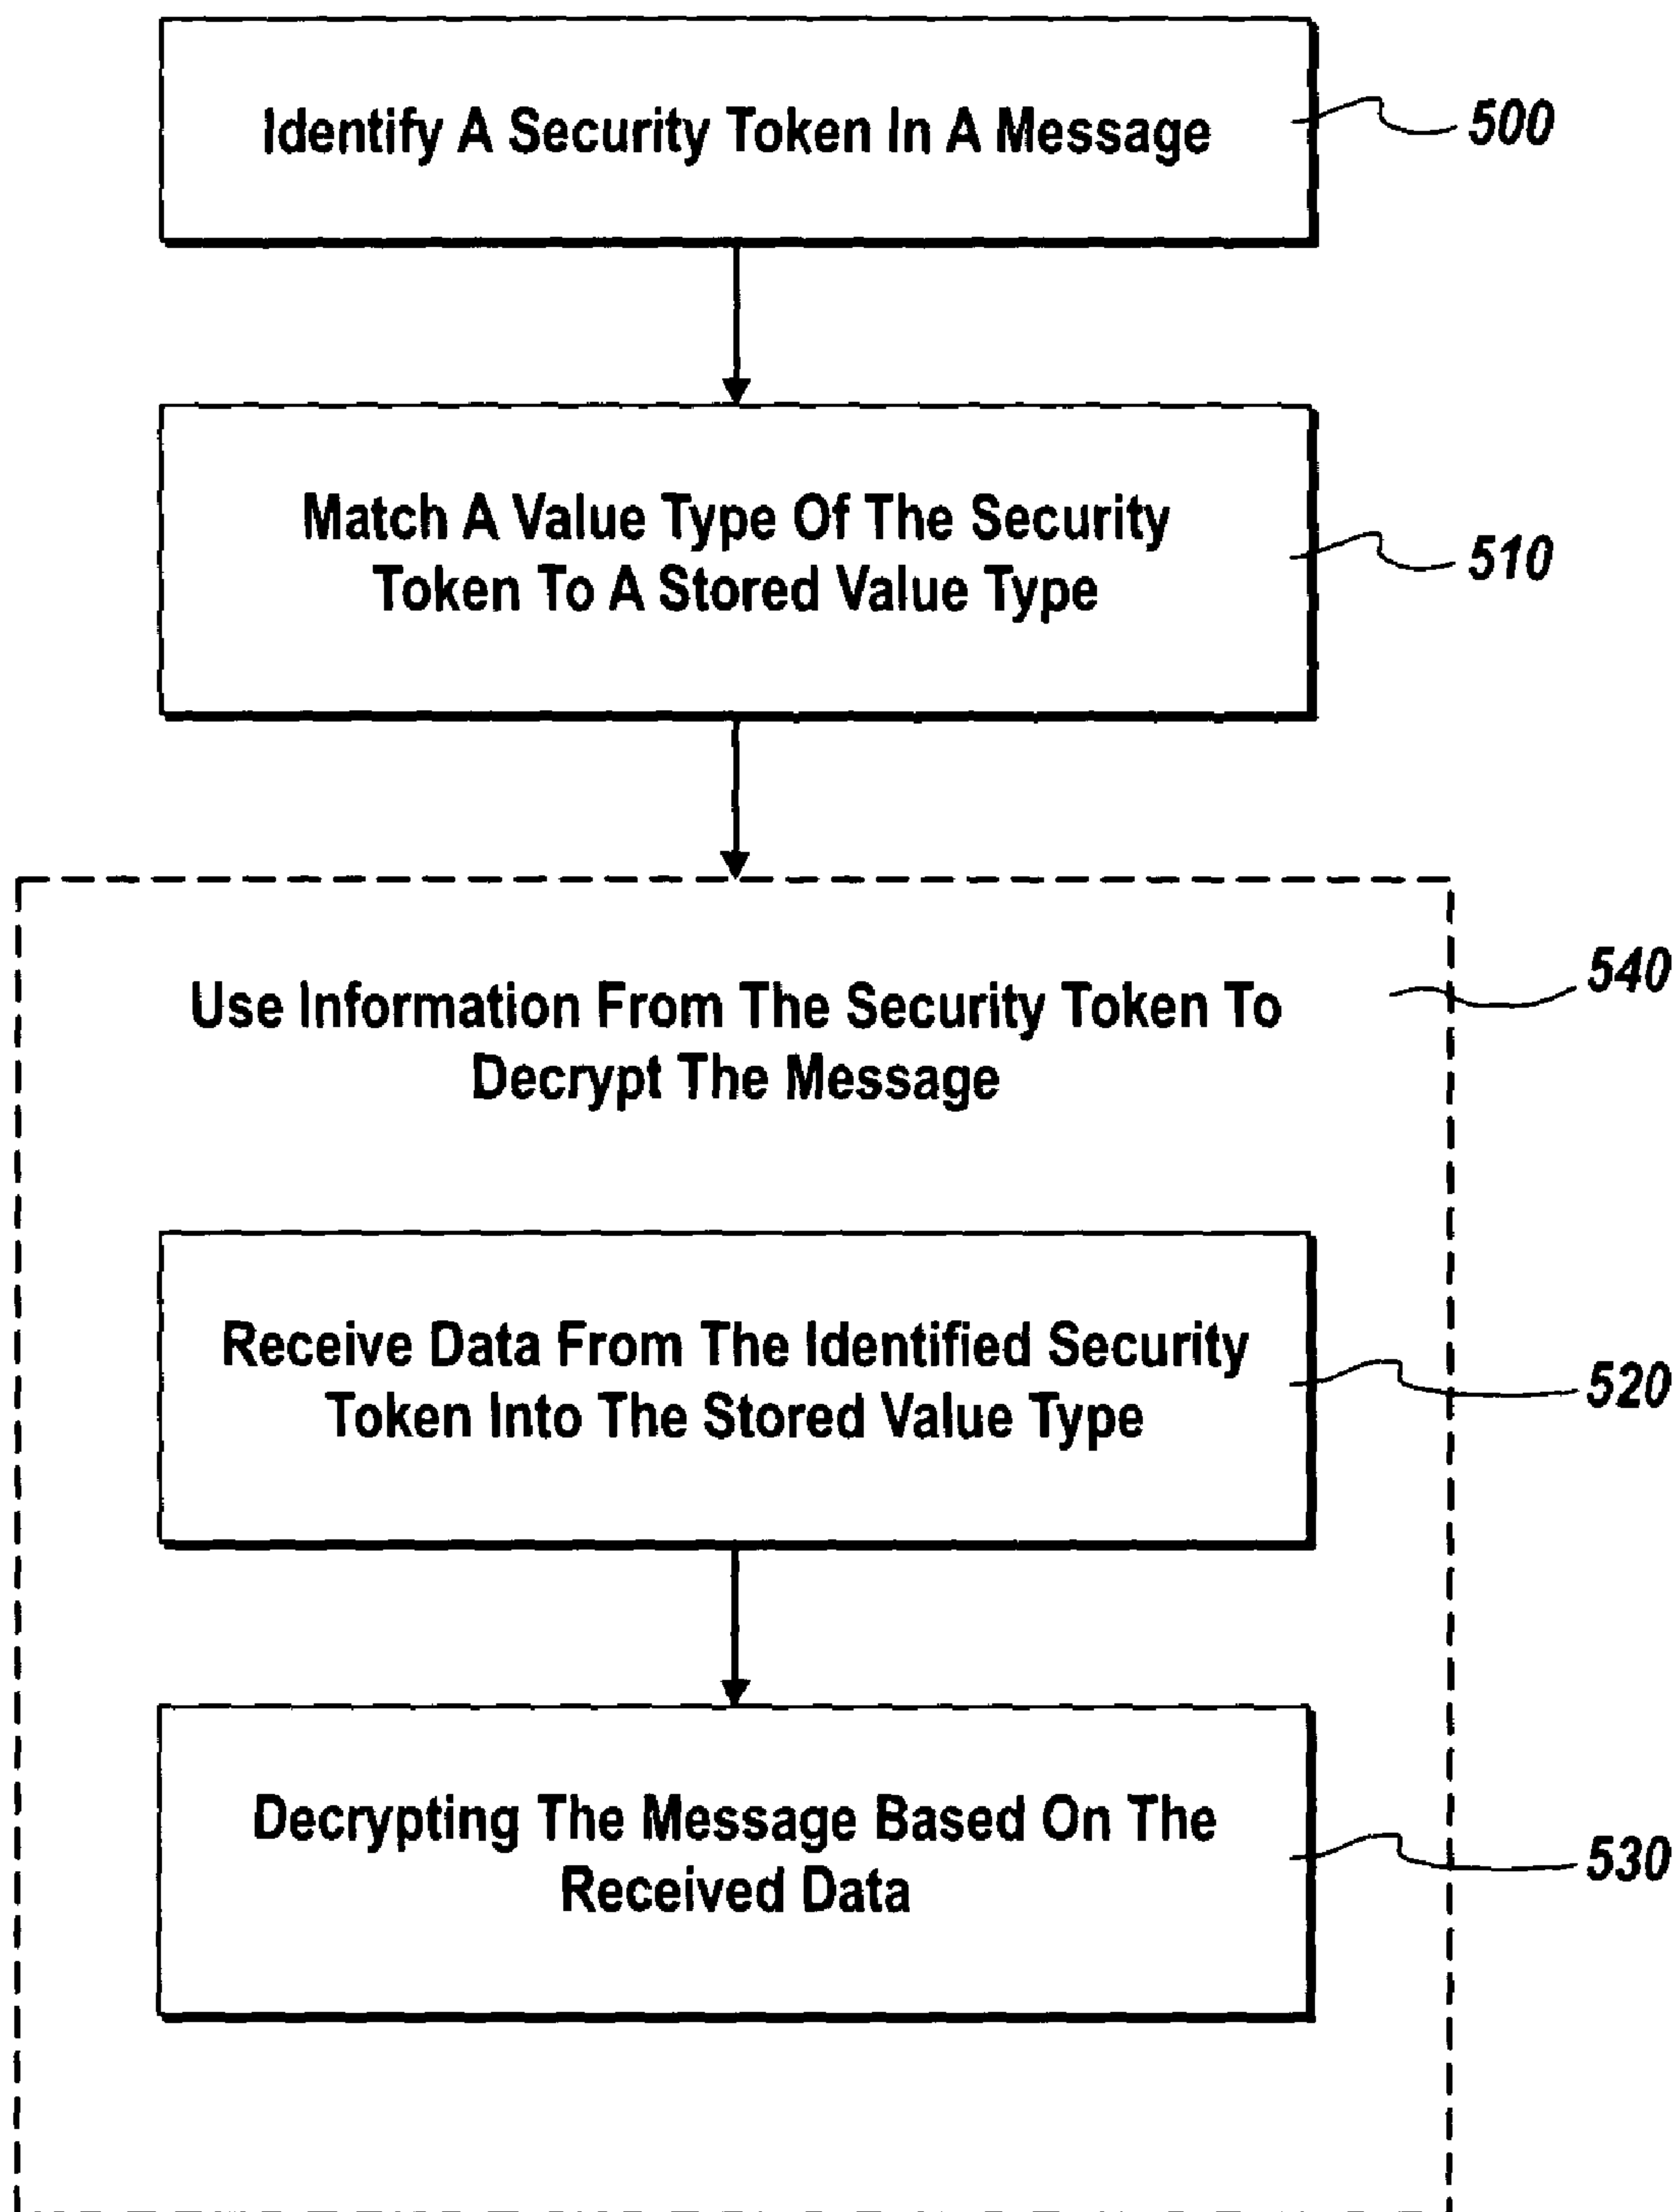 Identify A Security Token In A Message
500
Match A Value Type Of The Security
Token To A Stored Value Type
510
Use Information From The Security Token To
Decrypt The Message
540
Receive Data From The Identified Security
Token Into The Stored Value Type
520
Decrypting The Message Based On The
Received Data
530